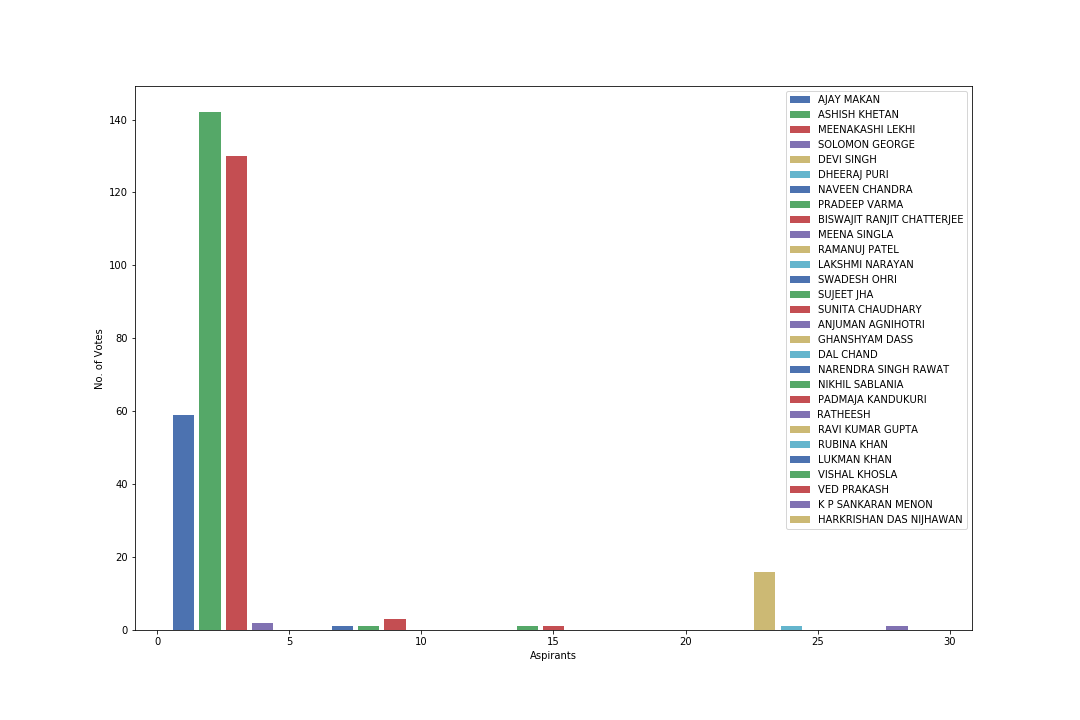 AJAY MAKAN
ASHISH KHETAN
MEENAKASHI LEKHI
SOLOMON GEORGE
DEVI SINGH
DHEERAJ PURI
NAVEEN CHANDRA
PRADEEP VARMA
BISWAJIT RANJIT CHATTERJEE
MEENA SINGLA
RAMANUJ PATEL
LAKSHMI NARAYAN
SWADESH OHRI
SUJEET JHA
SUNITA CHAUDHARY
ANJUMAN AGNIHOTRI
GHANSHYAM DASS
DAL CHAND
NARENDRA SINGH RAWAT
NIKHIL SABLANIA
PADMAJA KANDUKURI
RATHEESH
RAVI KUMAR GUPTA
RUBINA KHAN
LUKMAN KHAN
VISHAL KHOSLA
VED PRAKASH
K P SANKARAN MENON
HARKRISHAN DAS NIJHAWAN
140
120
100
80
60
40
20
0
No. of Votes
0 5 10 15 20 25 30
Aspirants